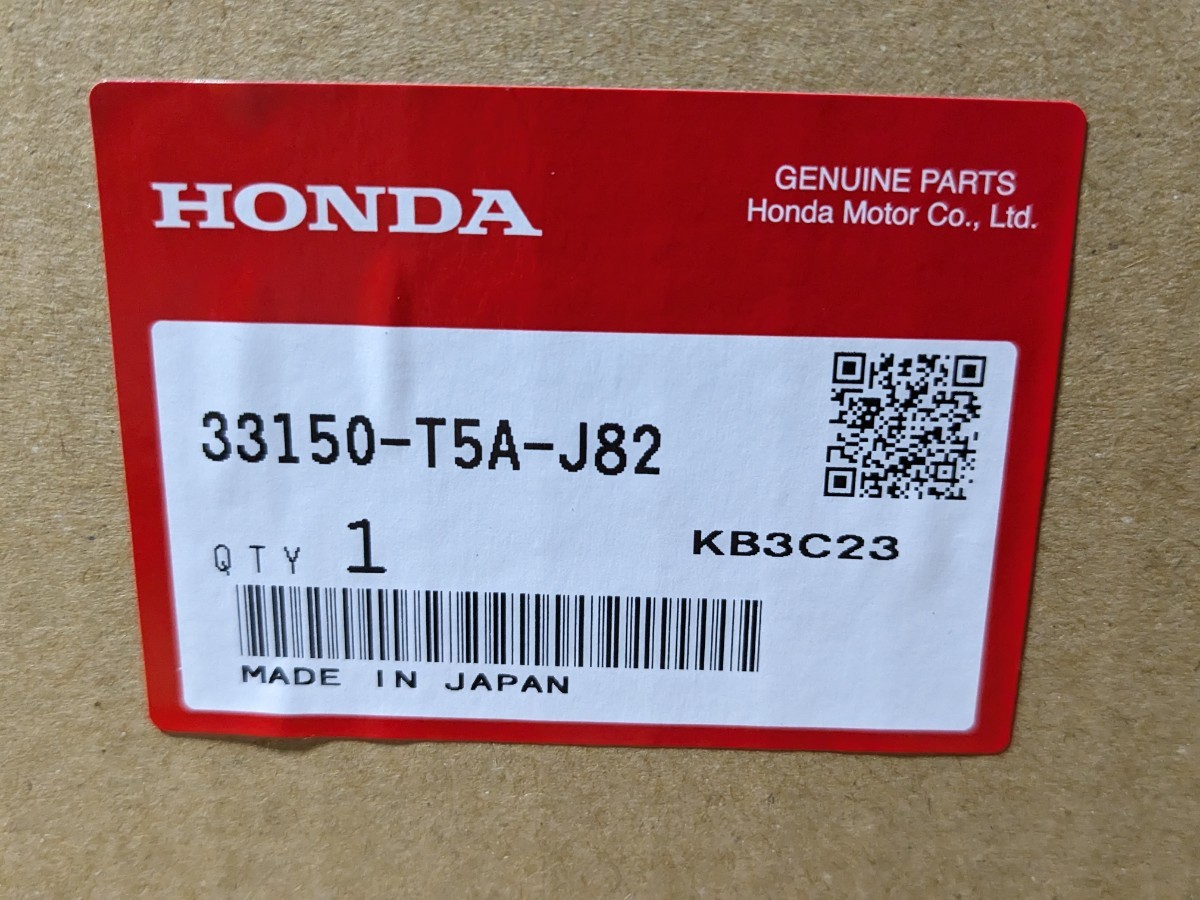 HONDA
GENUINE PARTS
Honda Motor Co., Ltd.
33150-T5A-J82
QTY 1
KB3C23
MADE IN JAPAN